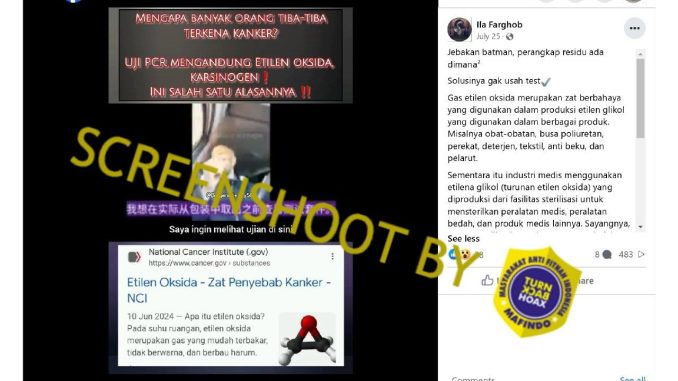 MENGAPA BANYAK ORANG TIBA-TIBA
TERKENA KANKER?
UJI PCR MENGANDUNG ETILEN OKSIDA,
KARSINOGEN❗
INI SALAH SATU ALASANNYA ‼️
Saya ingin melihat ujian di sini
National Cancer Institute (.gov)
https://www.cancer.gov › substances
Etilen Oksida - Zat Penyebab Kanker -
NCI
10 Jun 2024 — Apa itu etilen oksida?
Pada suhu ruangan, etilen oksida
merupakan gas yang mudah terbakar,
tidak berwarna, dan berbau harum.
SCREENSHOOT BY
MASYARAKAT ANTI FITNAH INDONESIA
TURN
BACK
HOAX
MAFINDO
Ila Farghob
July 25
Jebakan batman, perangkap residu ada
dimana²
Solusinya gak usah test✔️
Gas etilen oksida merupakan zat berbahaya
yang digunakan dalam produksi etilen glikol
yang digunakan dalam berbagai produk.
Misalnya obat-obatan, busa poliuretan,
perekat, deterjen, tekstil, anti beku, dan
pelarut.
Sementara itu industri medis menggunakan
etilena glikol (turunan etilen oksida) yang
diproduksi dari fasilitas sterilisasi untuk
mensterilkan peralatan medis, peralatan
bedah, dan produk medis lainnya. Sayangnya,
See less
8
483
Comments
See all